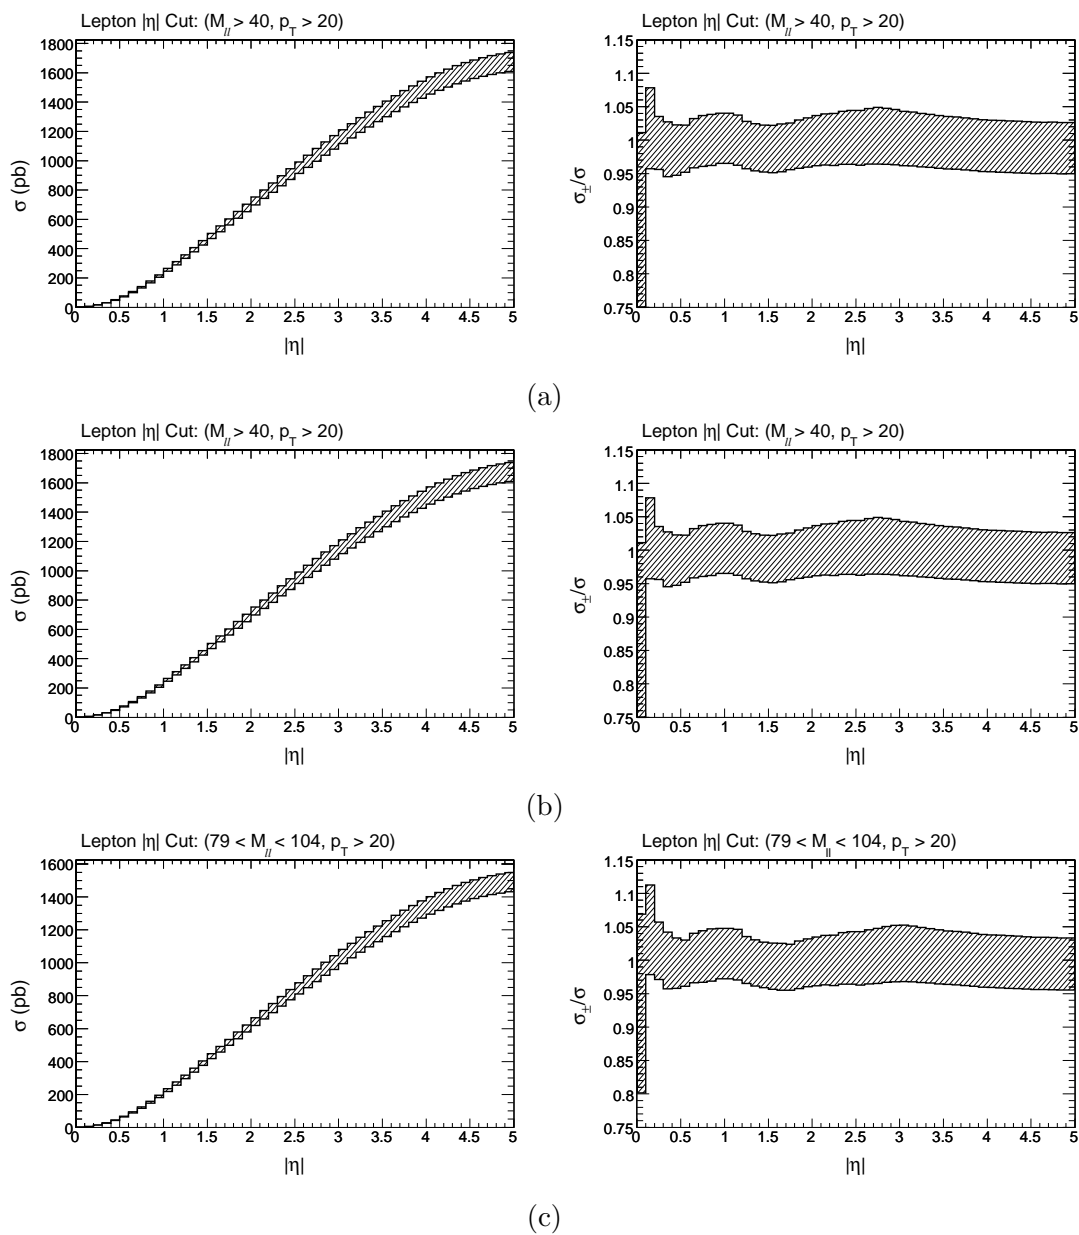 Lepton |η| Cut: (M_ll > 40, p_T > 20)
1800
1600
1400
1200
1000
800
600
400
200
0
σ (pb)
0 0.5 1 1.5 2 2.5 3 3.5 4 4.5 5
|η|
Lepton |η| Cut: (M_ll > 40, p_T > 20)
1.15
1.1
1.05
1
0.95
0.9
0.85
0.8
0.75
σ_±/σ
0 0.5 1 1.5 2 2.5 3 3.5 4 4.5 5
|η|
(a)
Lepton |η| Cut: (M_ll > 40, p_T > 20)
1800
1600
1400
1200
1000
800
600
400
200
0
σ (pb)
0 0.5 1 1.5 2 2.5 3 3.5 4 4.5 5
|η|
Lepton |η| Cut: (M_ll > 40, p_T > 20)
1.15
1.1
1.05
1
0.95
0.9
0.85
0.8
0.75
σ_±/σ
0 0.5 1 1.5 2 2.5 3 3.5 4 4.5 5
|η|
(b)
Lepton |η| Cut: (79 < M_ll < 104, p_T > 20)
1600
1400
1200
1000
800
600
400
200
0
σ (pb)
0 0.5 1 1.5 2 2.5 3 3.5 4 4.5 5
|η|
Lepton |η| Cut: (79 < M_ll < 104, p_T > 20)
1.15
1.1
1.05
1
0.95
0.9
0.85
0.8
0.75
σ_±/σ
0 0.5 1 1.5 2 2.5 3 3.5 4 4.5 5
|η|
(c)